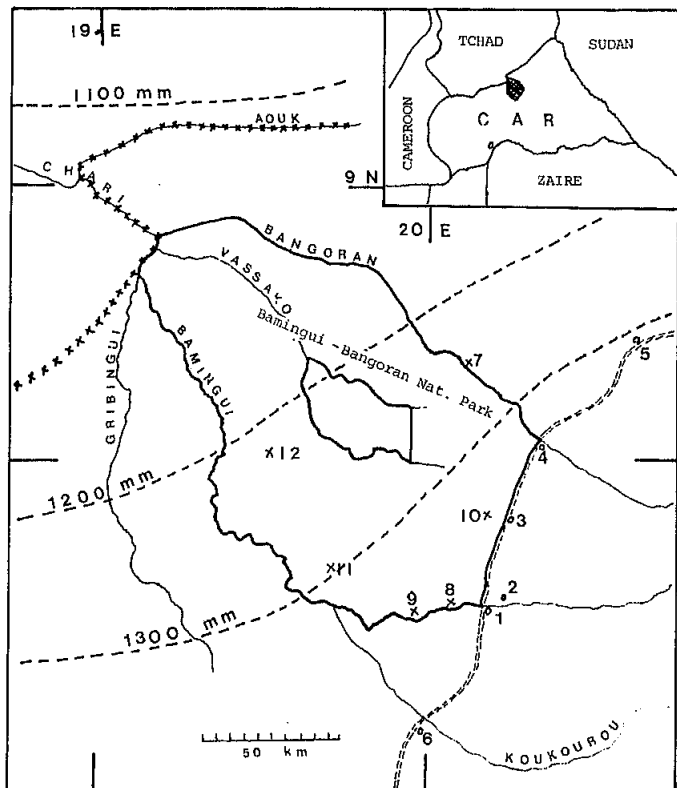 19 E
TCHAD
SUDAN
1100 mm
AOUK
CAMEROON
C A R
CHARI
9 N
ZAIRE
20 E
BANGORAN
VASSAKO
Bamingui-Bangoran Nat. Park
5
7
BAMINGUI
GRIBINGUI
4
12
1200 mm
10
3
11
9
8
2
1
1300 mm
6
50 km
KOUKOUROU